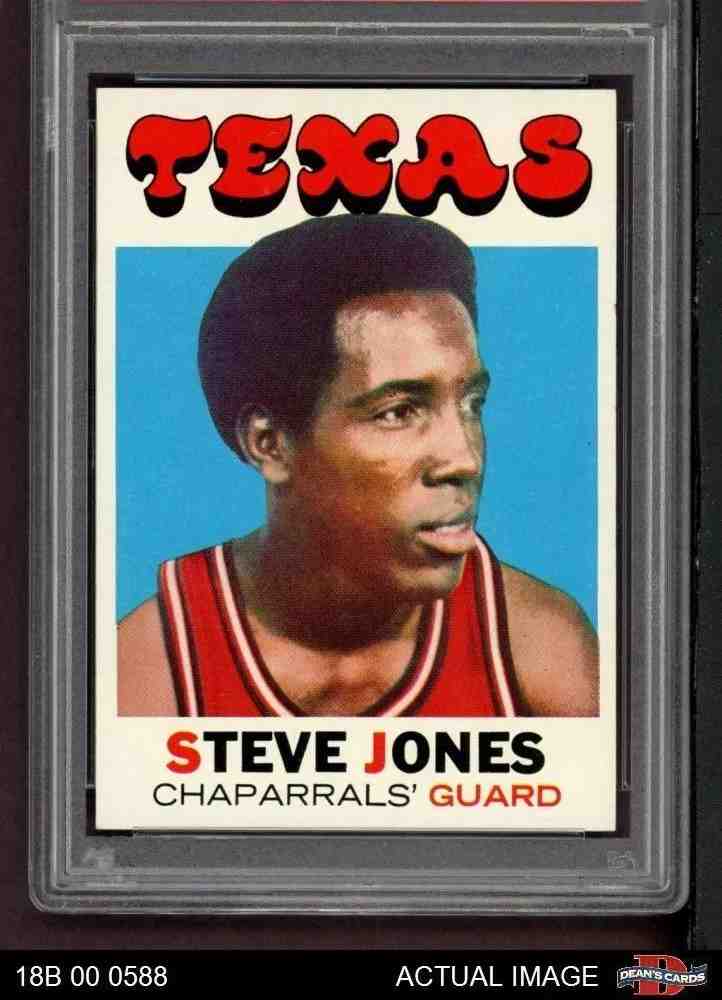 TEXAS
STEVE JONES
CHAPARRALS' GUARD
18B 00 0588 ACTUAL IMAGE DEAN'S CARDS